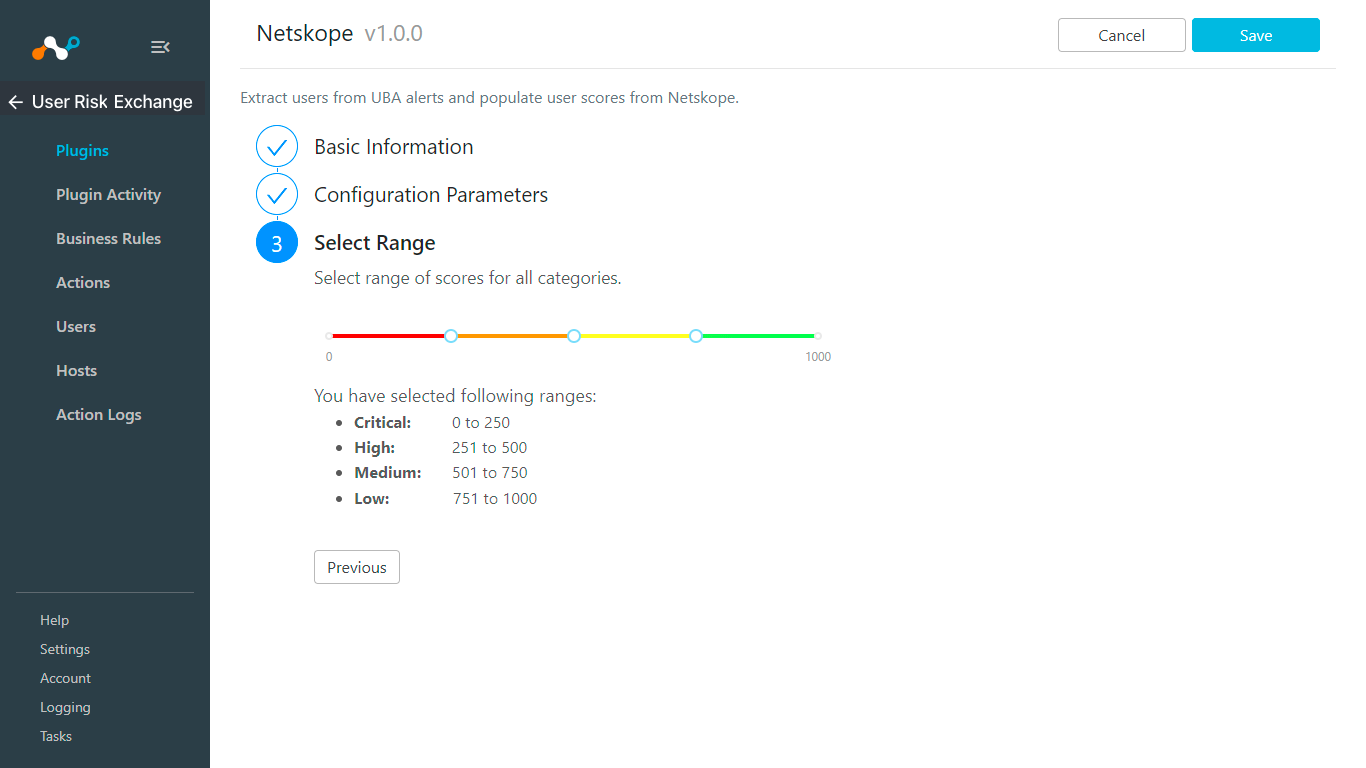 User Risk Exchange
Plugins
Plugin Activity
Business Rules
Actions
Users
Hosts
Action Logs
Help
Settings
Account
Logging
Tasks
Netskope v1.0.0
Cancel
Save
Extract users from UBA alerts and populate user scores from Netskope.
Basic Information
Configuration Parameters
3 Select Range
Select range of scores for all categories.
0 1000
You have selected following ranges:
• Critical: 0 to 250
• High: 251 to 500
• Medium: 501 to 750
• Low: 751 to 1000
Previous